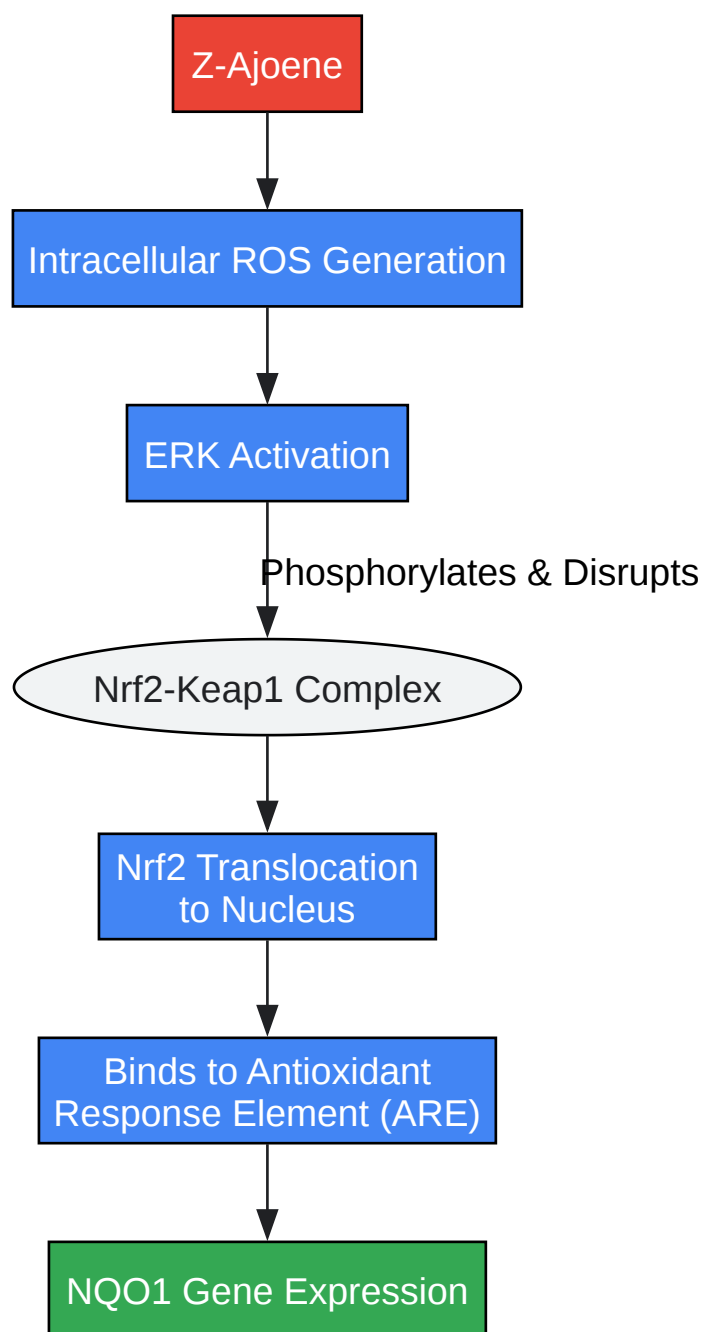 Z-Ajoene
Intracellular ROS Generation
ERK Activation
Phosphorylates & Disrupts
Nrf2-Keap1 Complex
Nrf2 Translocation
to Nucleus
Binds to Antioxidant
Response Element (ARE)
NQO1 Gene Expression